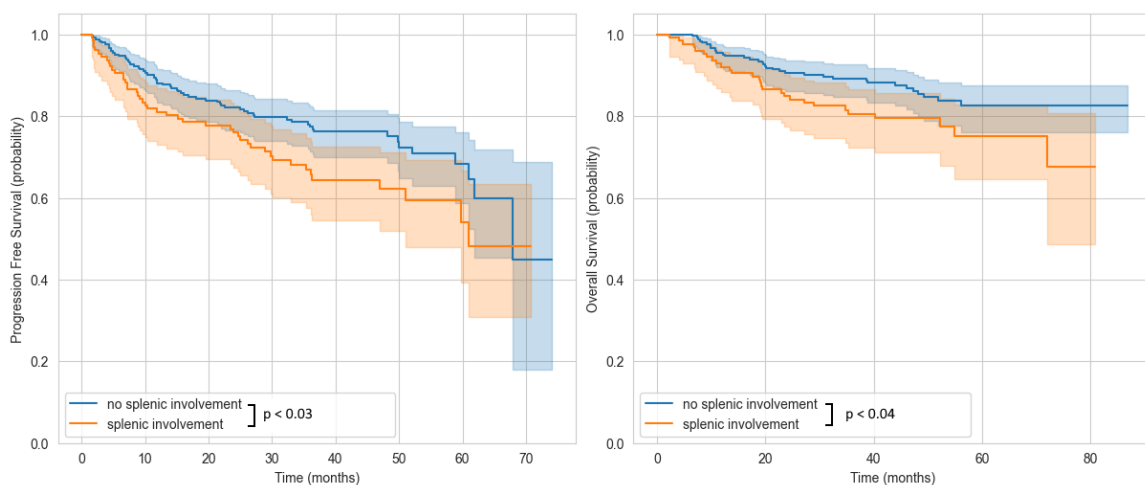 1.0
0.8
0.6
0.4
0.2
0.0
Progression Free Survival (probability)
no splenic involvement
splenic involvement
p < 0.03
0 10 20 30 40 50 60 70
Time (months)
1.0
0.8
0.6
0.4
0.2
0.0
Overall Survival (probability)
no splenic involvement
splenic involvement
p < 0.04
0 20 40 60 80
Time (months)